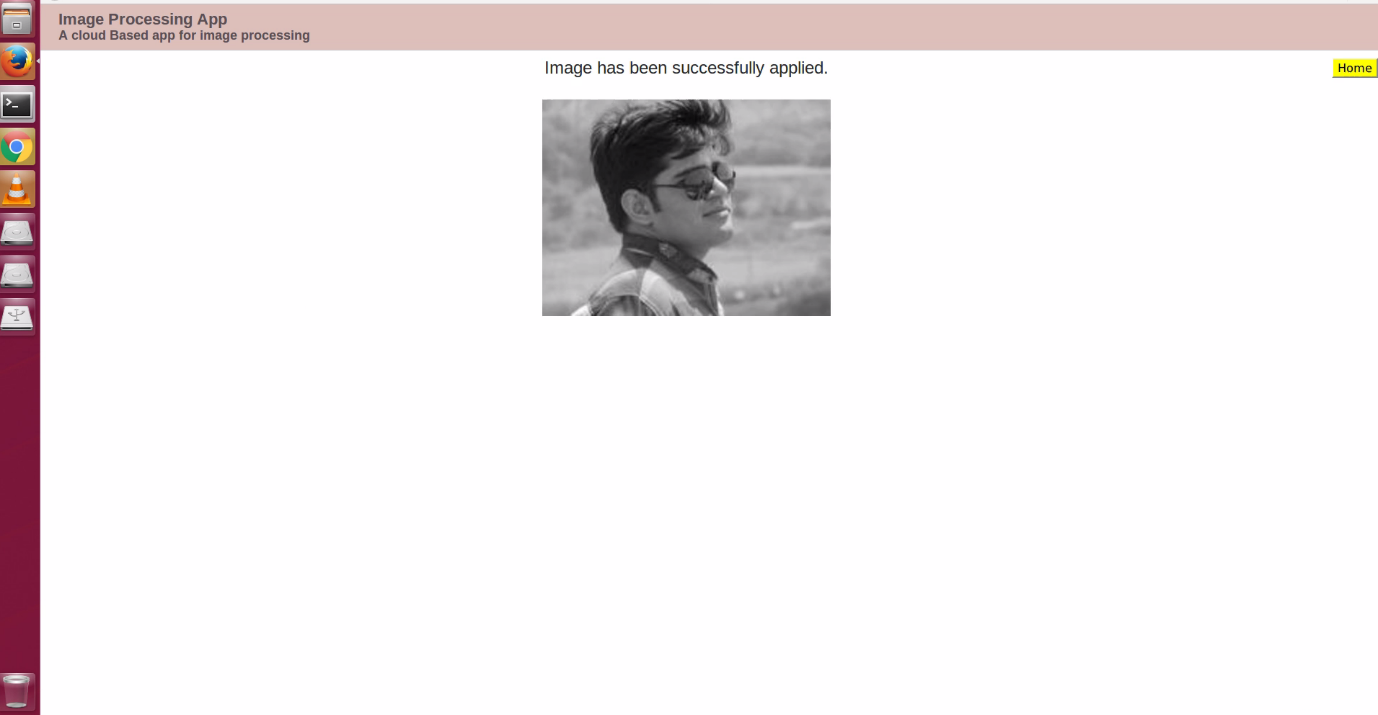 Image Processing App
A cloud Based app for image processing
Image has been successfully applied.
Home